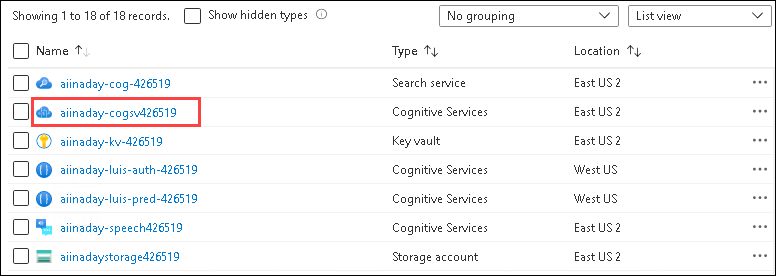 Showing 1 to 18 of 18 records. Show hidden types No grouping List view
Name Type Location
aiinaday-cog-426519 Search service East US 2
aiinaday-cogsv426519 Cognitive Services East US 2
aiinaday-kv-426519 Key vault East US 2
aiinaday-luis-auth-426519 Cognitive Services West US
aiinaday-luis-pred-426519 Cognitive Services West US
aiinaday-speech426519 Cognitive Services East US 2
aiinadaystorage426519 Storage account East US 2